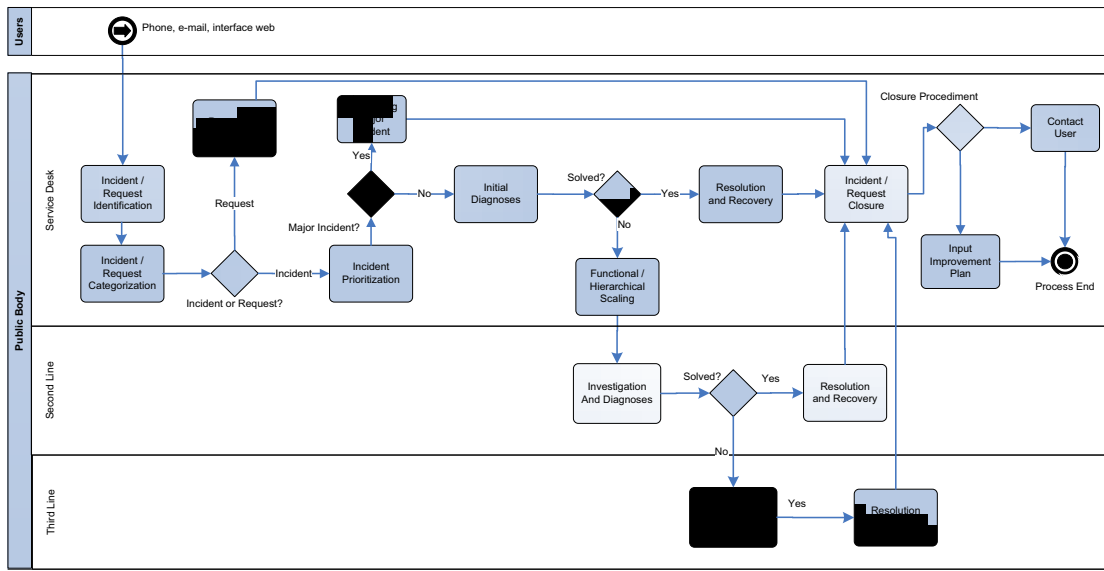 Users
Phone, e-mail, interface web
Public Body
Service Desk
Closure Procediment
Contact
User
Yes
Incident /
Request
Identification
Request
Major Incident?
No
Initial
Diagnoses
Solved?
Yes
Resolution
and Recovery
Incident /
Request
Closure
No
Incident /
Request
Categorization
Incident or Request?
Incident
Incident
Prioritization
Functional /
Hierarchical
Scaling
Input
Improvement
Plan
Process End
Second Line
Investigation
And Diagnoses
Solved?
Yes
Resolution
and Recovery
No
Third Line
Yes
Resolution